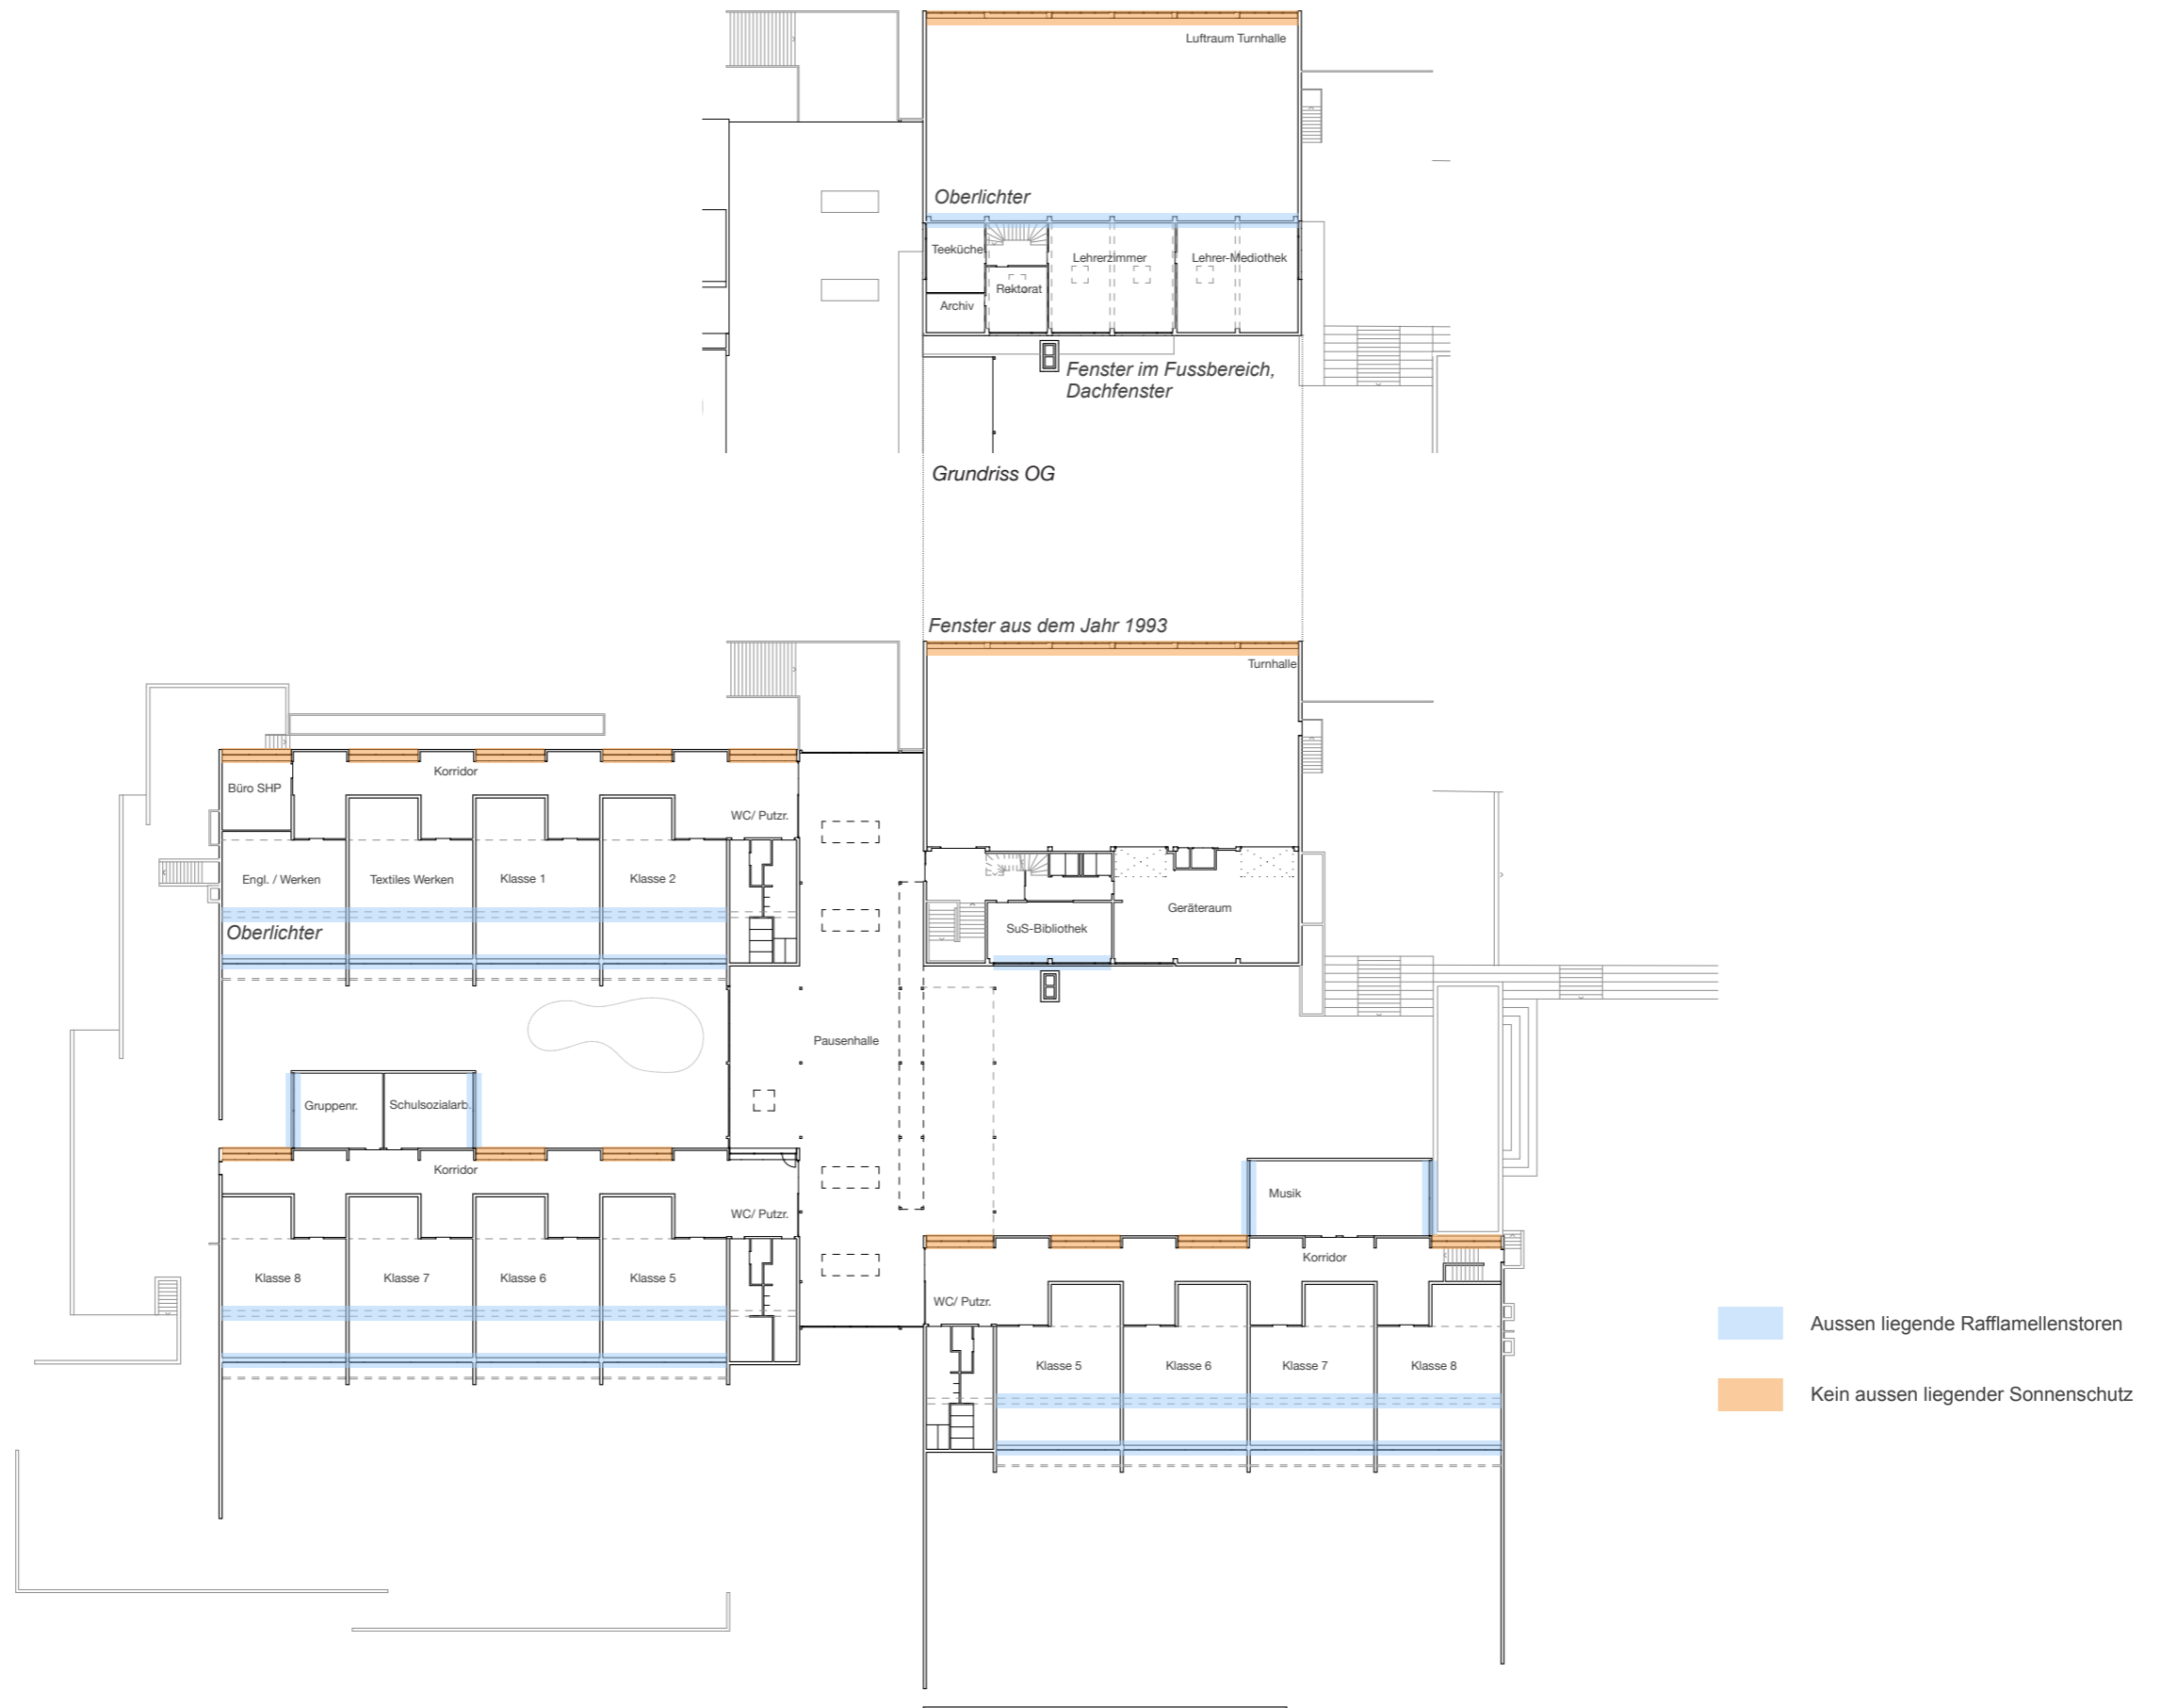 Luftraum Turnhalle
Oberlichter
Teeküche
Lehrerzimmer
Lehrer-Mediothek
Rektorat
Archiv
Fenster im Fussbereich,
Dachfenster
Grundriss OG
Fenster aus dem Jahr 1993
Turnhalle
Korridor
Büro SHP
WC/ Putzr.
Engl. / Werken
Textiles Werken
Klasse 1
Klasse 2
Geräteraum
SuS-Bibliothek
Oberlichter
Pausenhalle
Gruppenr.
Schulsozialarb.
Korridor
Musik
WC/ Putzr.
Korridor
Klasse 8
Klasse 7
Klasse 6
Klasse 5
WC/ Putzr.
Klasse 5
Klasse 6
Klasse 7
Klasse 8
Aussen liegende Rafflamellenstoren
Kein aussen liegender Sonnenschutz